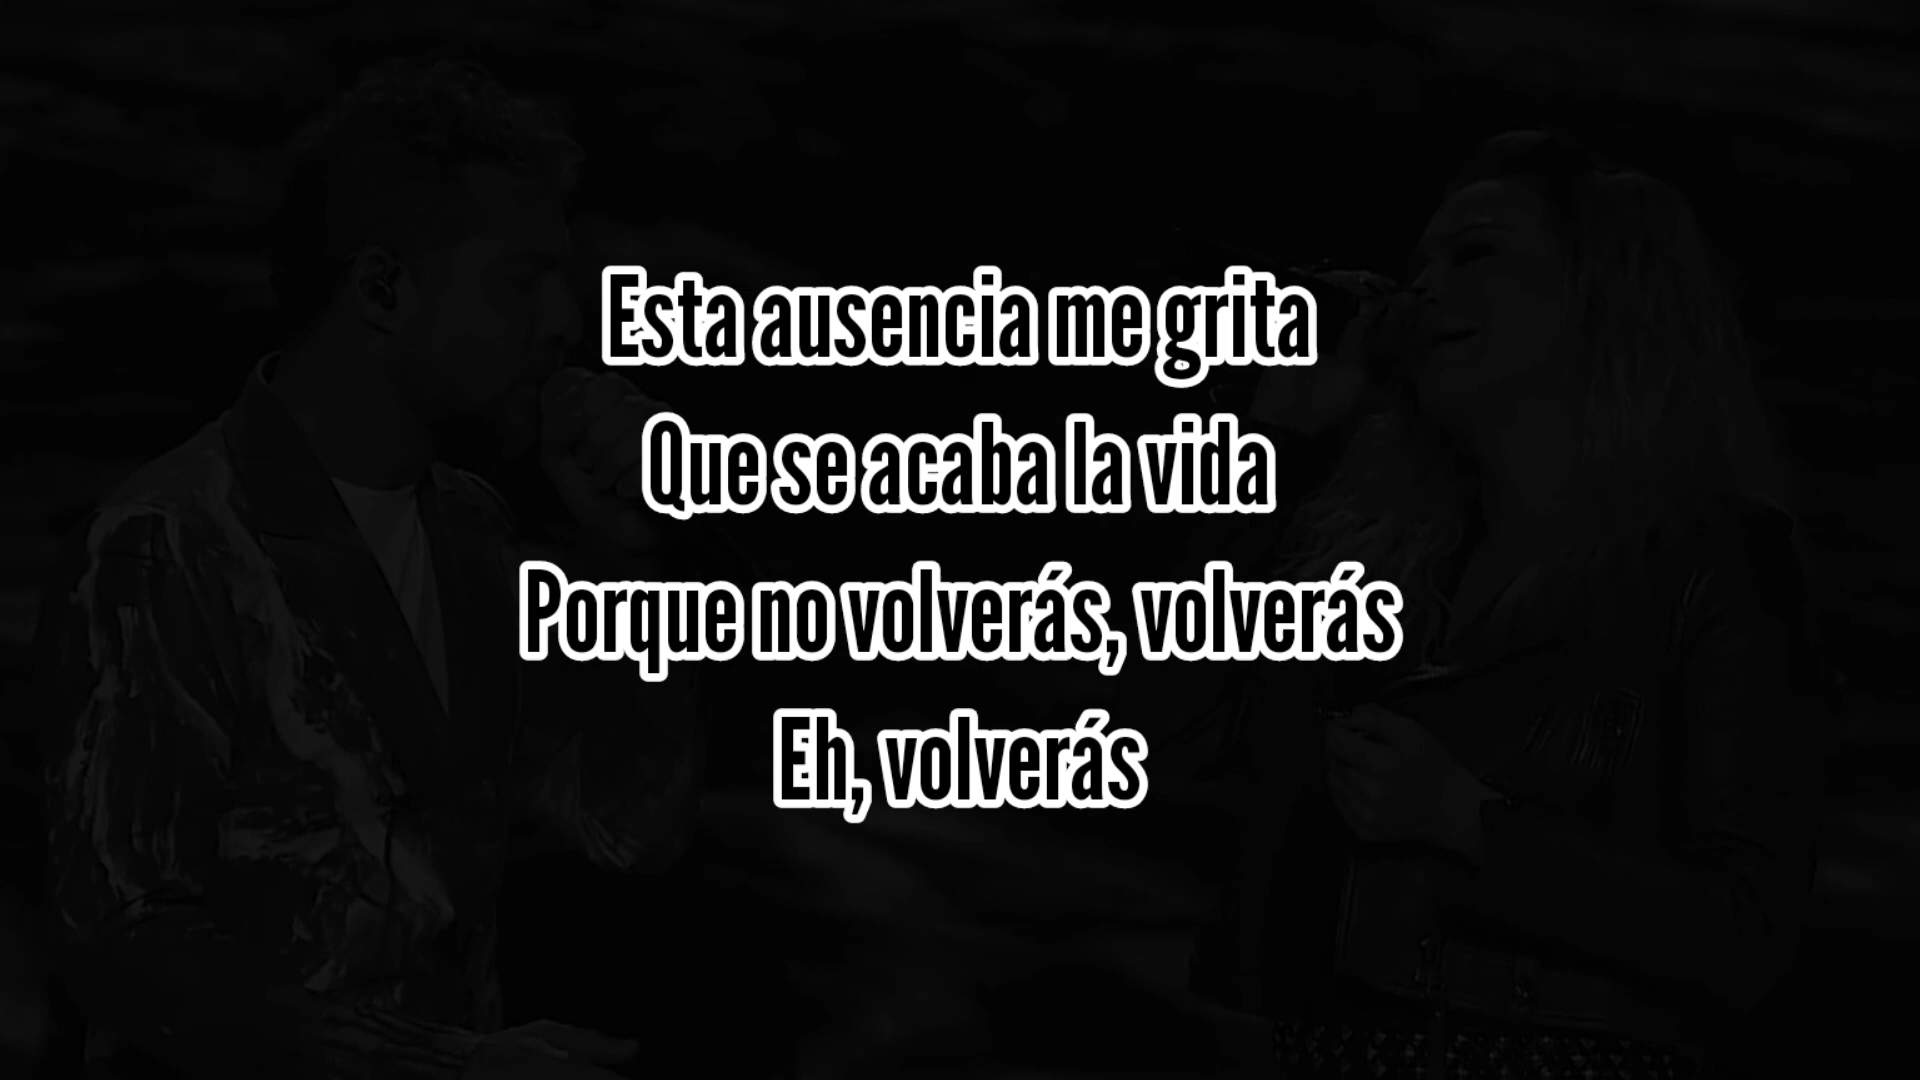 Esta ausencia me grita
Que se acaba la vida
Porque no volverás, volverás
Eh, volverás